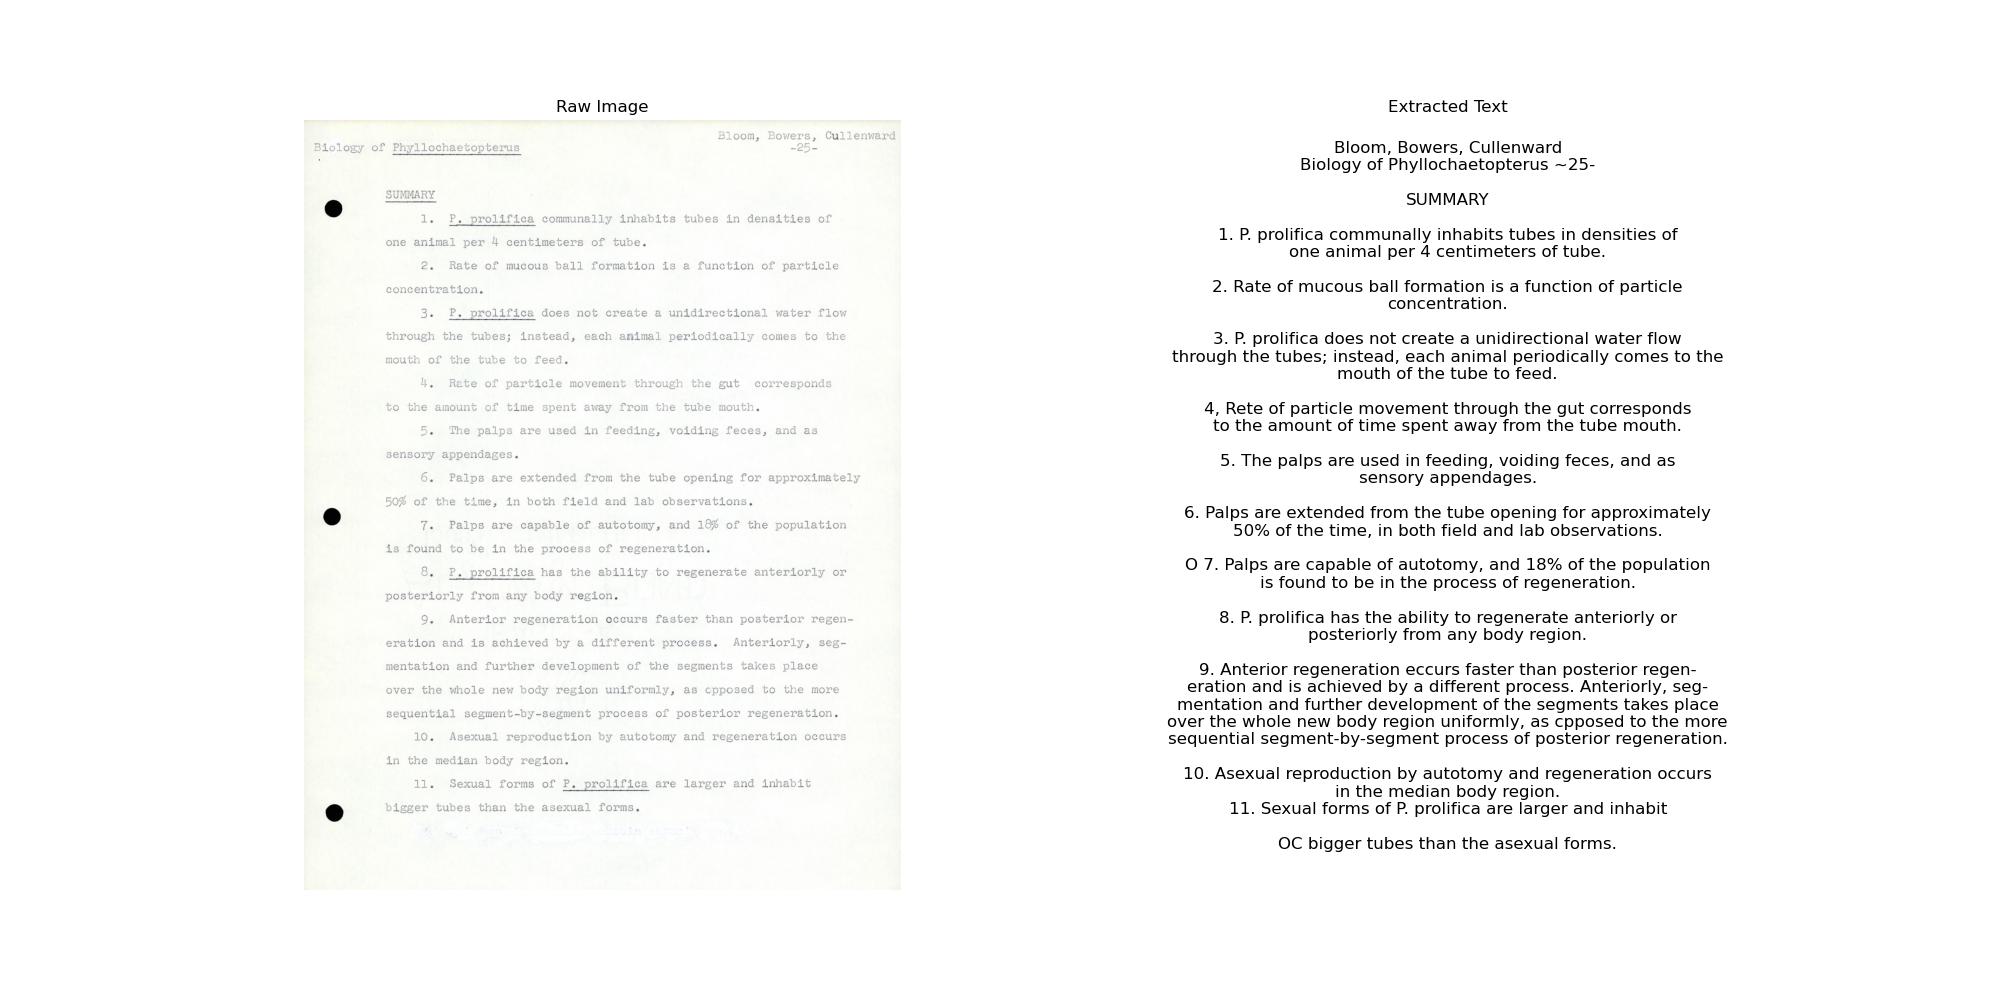 Raw Image
Bloom, Bowers, Cullenward
Biology of Phyllochaetopterus -25-
SUMMARY
1. P. prolifica communally inhabits tubes in densities of
one animal per 4 centimeters of tube.
2. Rate of mucous ball formation is a function of particle
concentration.
3. P. prolifica does not create a unidirectional water flow
through the tubes; instead, each animal periodically comes to the
mouth of the tube to feed.
4. Rate of particle movement through the gut corresponds
to the amount of time spent away from the tube mouth.
5. The palps are used in feeding, voiding feces, and as
sensory appendages.
6. Palps are extended from the tube opening for approximately
50% of the time, in both field and lab observations.
7. Palps are capable of autotomy, and 18% of the population
is found to be in the process of regeneration.
8. P. prolifica has the ability to regenerate anteriorly or
posteriorly from any body region.
9. Anterior regeneration occurs faster than posterior regen-
eration and is achieved by a different process. Anteriorly, seg-
mentation and further development of the segments takes place
over the whole new body region uniformly, as cpposed to the more
sequential segment-by-segment process of posterior regeneration.
10. Asexual reproduction by autotomy and regeneration occurs
in the median body region.
11. Sexual forms of P. prolifica are larger and inhabit
bigger tubes than the asexual forms.
Extracted Text
Bloom, Bowers, Cullenward
Biology of Phyllochaetopterus ~25-
SUMMARY
1. P. prolifica communally inhabits tubes in densities of
one animal per 4 centimeters of tube.
2. Rate of mucous ball formation is a function of particle
concentration.
3. P. prolifica does not create a unidirectional water flow
through the tubes; instead, each animal periodically comes to the
mouth of the tube to feed.
4, Rete of particle movement through the gut corresponds
to the amount of time spent away from the tube mouth.
5. The palps are used in feeding, voiding feces, and as
sensory appendages.
6. Palps are extended from the tube opening for approximately
50% of the time, in both field and lab observations.
O 7. Palps are capable of autotomy, and 18% of the population
is found to be in the process of regeneration.
8. P. prolifica has the ability to regenerate anteriorly or
posteriorly from any body region.
9. Anterior regeneration eccurs faster than posterior regen-
eration and is achieved by a different process. Anteriorly, seg-
mentation and further development of the segments takes place
over the whole new body region uniformly, as cpposed to the more
sequential segment-by-segment process of posterior regeneration.
10. Asexual reproduction by autotomy and regeneration occurs
in the median body region.
11. Sexual forms of P. prolifica are larger and inhabit
OC bigger tubes than the asexual forms.